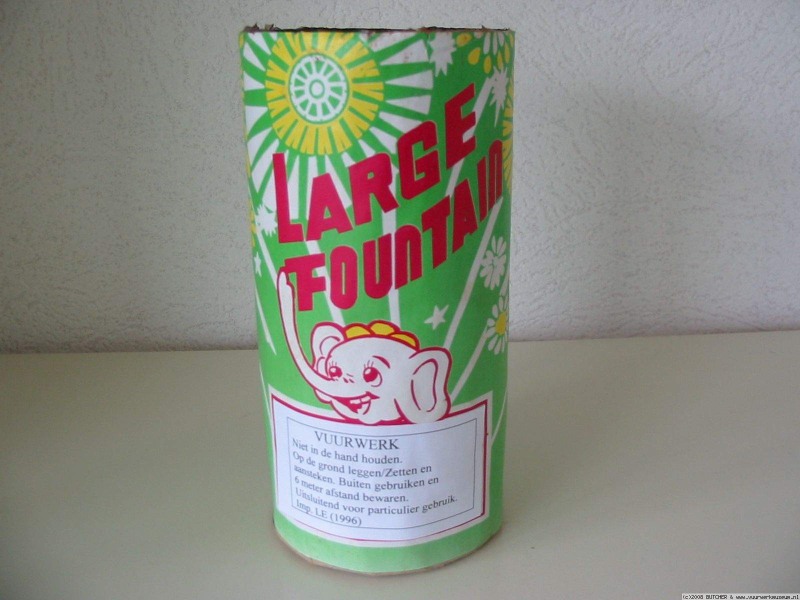 LARGE
FOUNTAIN
VUURWERK
Niet in de hand houden.
Op de grond leggen/Zetten en
aansteken. Buiten gebruiken en
6 meter afstand bewaren.
Uitsluitend voor particulier gebruik.
Imp. LE (1996)
(c)2008 BUTCHER & www.vuurwerkmuseum.nl